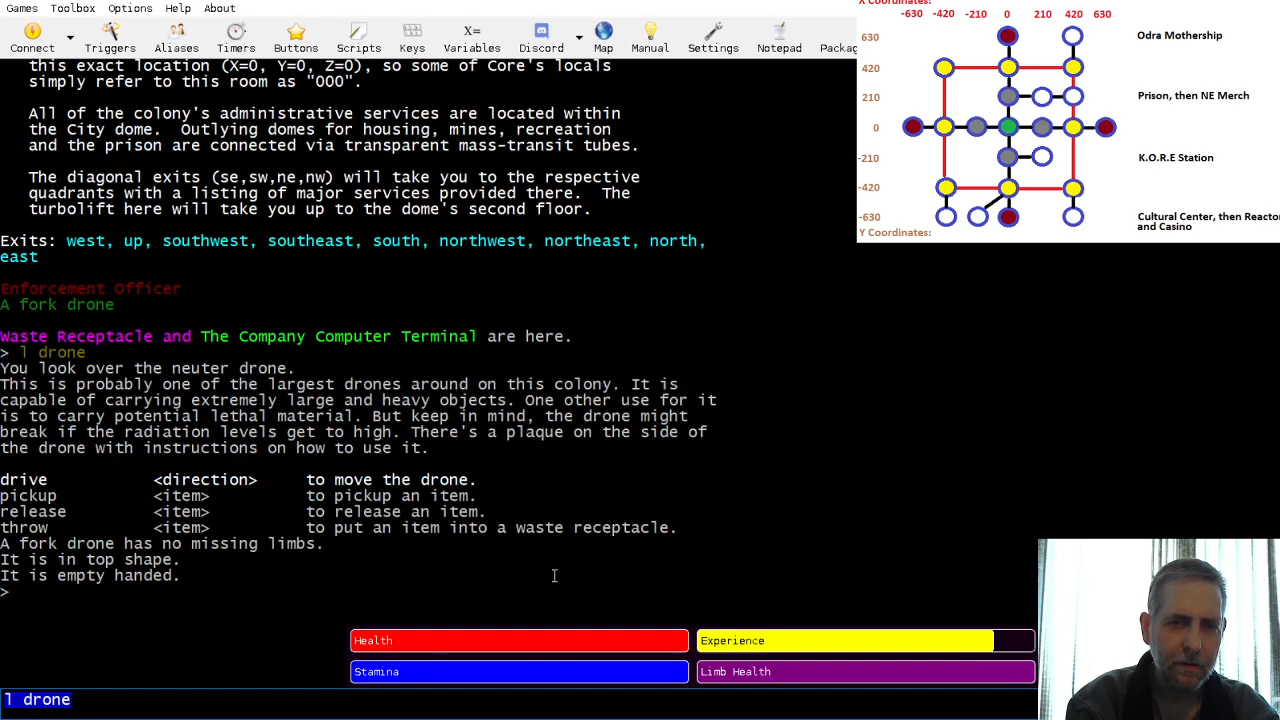 Games Toolbox Options Help About
Connect Triggers Aliases Timers Buttons Scripts Keys Variables Discord Map Manual Settings Notepad Packag
this exact location (X=0, Y=0, Z=0), so some of Core's locals
simply refer to this room as "000".
All of the colony's administrative services are located within
the City dome.  Outlying domes for housing, mines, recreation
and the prison are connected via transparent mass-transit tubes.
The diagonal exits (se,sw,ne,nw) will take you to the respective
quadrants with a listing of major services provided there.  The
turbolift here will take you up to the dome's second floor.
Exits: west, up, southwest, southeast, south, northwest, northeast, north,
east
Enforcement Officer
A fork drone
Waste Receptacle and The Company Computer Terminal are here.
> l drone
You look over the neuter drone.
This is probably one of the largest drones around on this colony. It is
capable of carrying extremely large and heavy objects. One other use for it
is to carry potential lethal material. But keep in mind, the drone might
break if the radiation levels get to high. There's a plaque on the side of
the drone with instructions on how to use it.
drive <direction> to move the drone.
pickup <item> to pickup an item.
release <item> to release an item.
throw <item> to put an item into a waste receptacle.
A fork drone has no missing limbs.
It is in top shape.
It is empty handed.
>
Health
Experience
Stamina
Limb Health
l drone
X Coordinates:
-630 -420 -210 0 210 420 630
630 Odra Mothership
420
210 Prison, then NE Merch
0
-210 K.O.R.E Station
-420
-630 Cultural Center, then Reactor
and Casino
Y Coordinates: